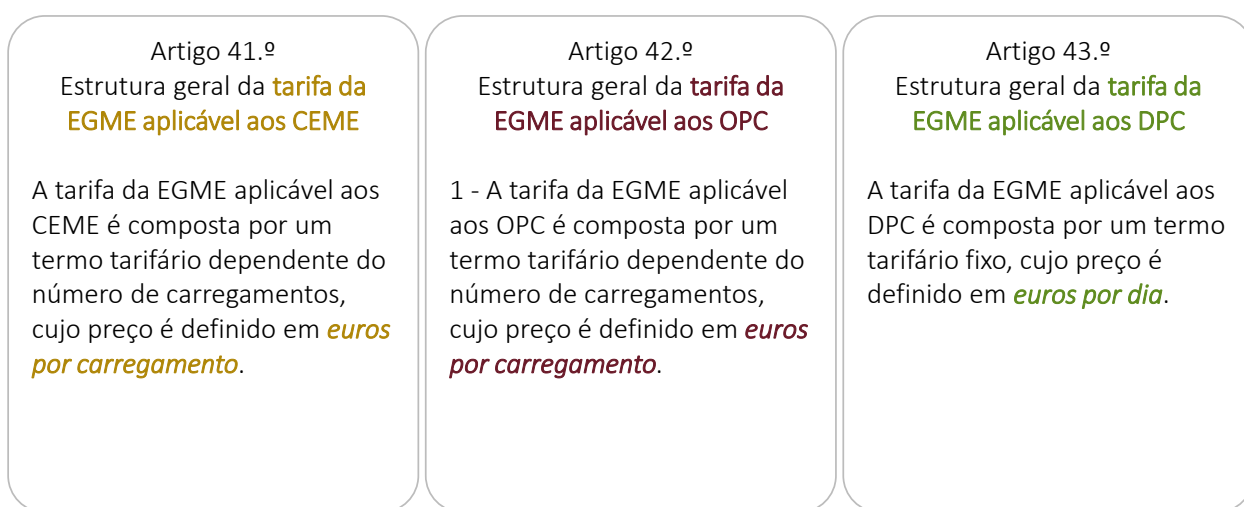 Artigo 41.º
Estrutura geral da tarifa da
EGME aplicável aos CEME
A tarifa da EGME aplicável aos
CEME é composta por um
termo tarifário dependente do
número de carregamentos,
cujo preço é definido em euros
por carregamento.
Artigo 42.º
Estrutura geral da tarifa da
EGME aplicável aos OPC
1 - A tarifa da EGME aplicável
aos OPC é composta por um
termo tarifário dependente do
número de carregamentos,
cujo preço é definido em euros
por carregamento.
Artigo 43.º
Estrutura geral da tarifa da
EGME aplicável aos DPC
A tarifa da EGME aplicável aos
DPC é composta por um termo
tarifário fixo, cujo preço é
definido em euros por dia.